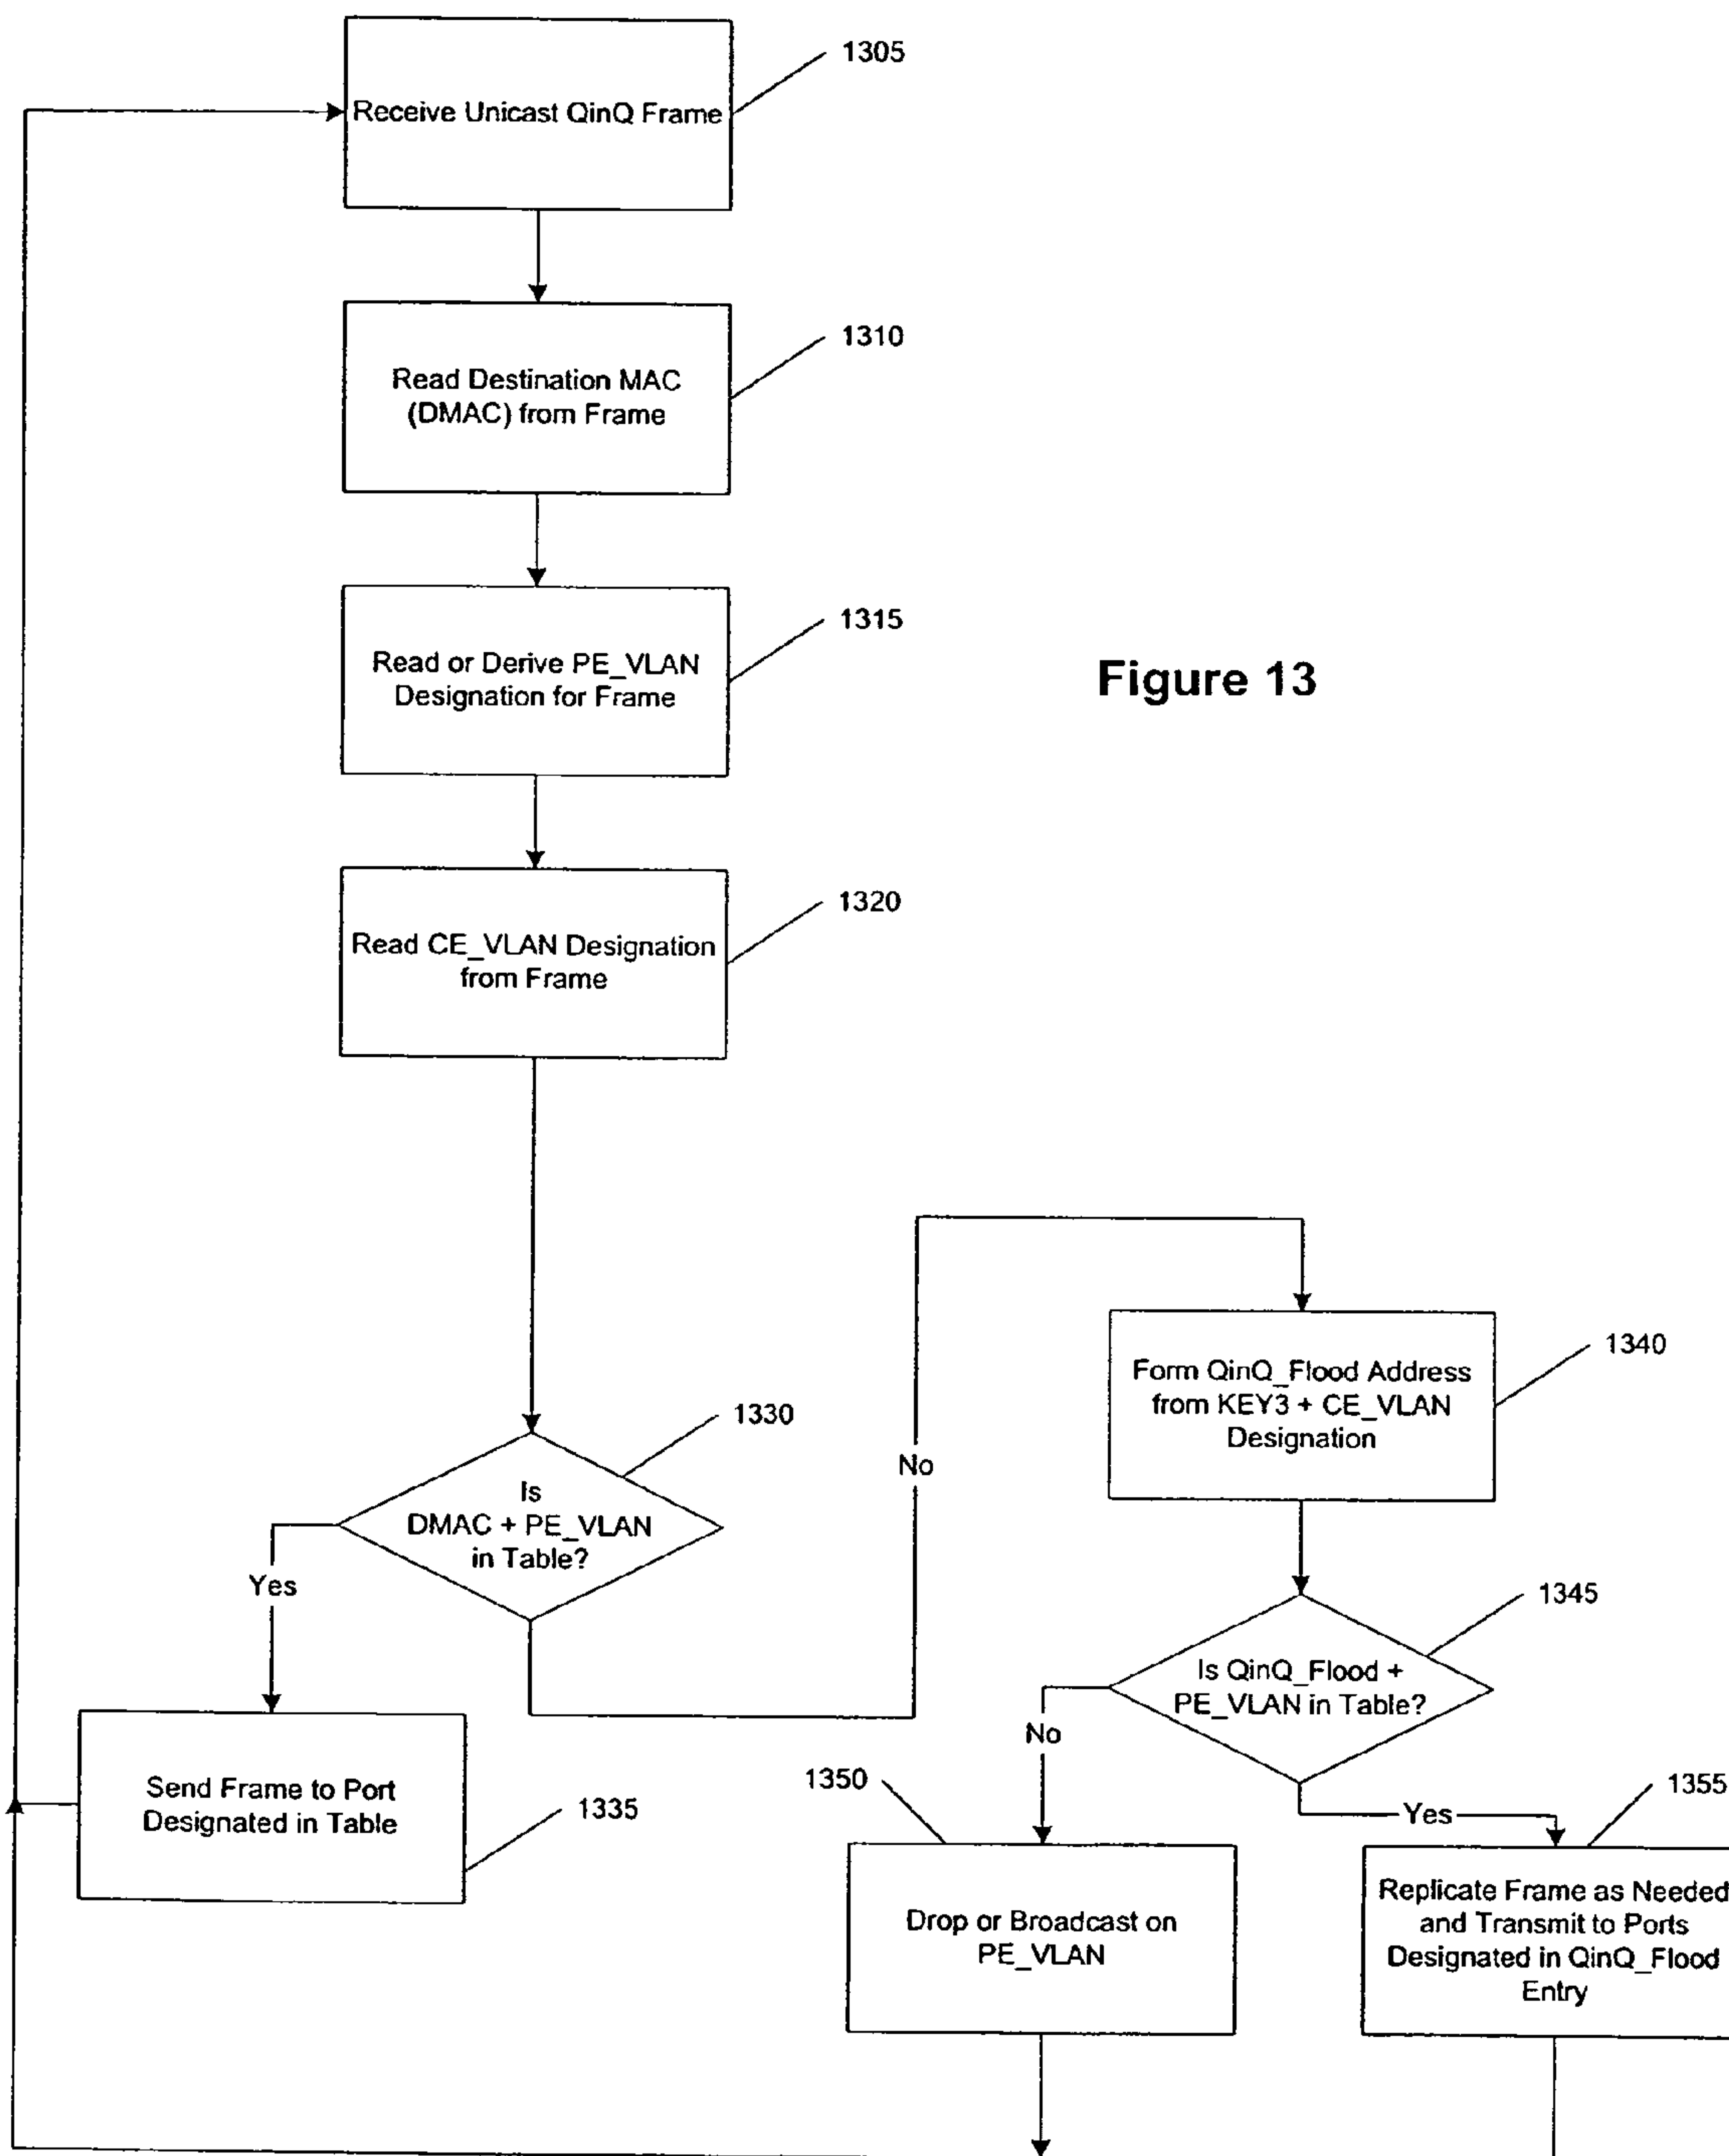 1305
Receive Unicast QinQ Frame
1310
Read Destination MAC
(DMAC) from Frame
1315
Read or Derive PE_VLAN
Designation for Frame
Figure 13
1320
Read CE_VLAN Designation
from Frame
1340
Form QinQ_Flood Address
from KEY3 + CE_VLAN
Designation
1330
No
Is
DMAC + PE_VLAN
in Table?
Yes
1345
Is QinQ_Flood +
PE_VLAN in Table?
No
Yes
Send Frame to Port
Designated in Table
1335
1350
Drop or Broadcast on
PE_VLAN
1355
Replicate Frame as Needed
and Transmit to Ports
Designated in QinQ_Flood
Entry